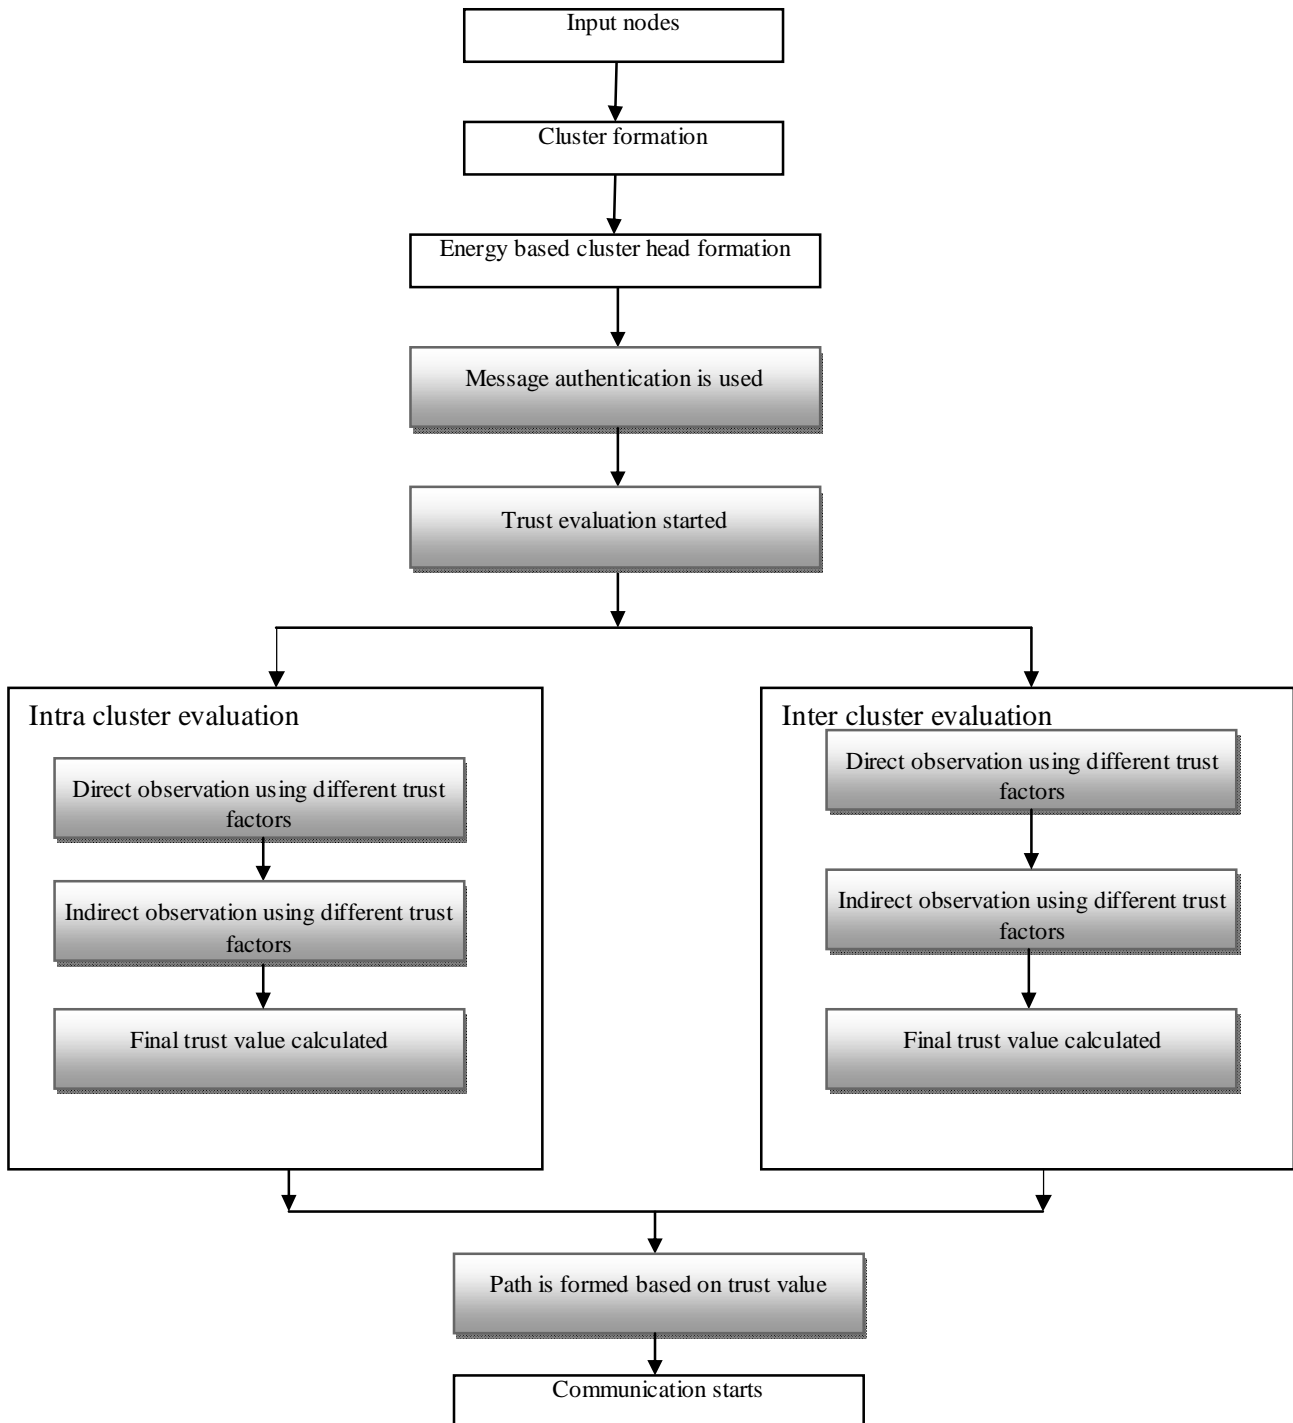 Input nodes
Cluster formation
Energy based cluster head formation
Message authentication is used
Trust evaluation started
Intra cluster evaluation
Direct observation using different trust
factors
Indirect observation using different trust
factors
Final trust value calculated
Inter cluster evaluation
Direct observation using different trust
factors
Indirect observation using different trust
factors
Final trust value calculated
Path is formed based on trust value
Communication starts